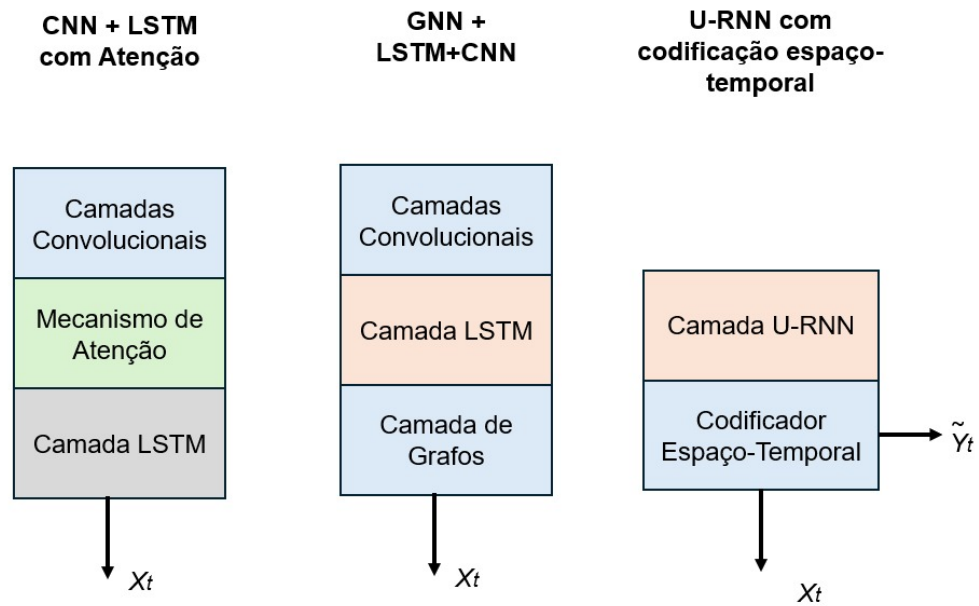 CNN + LSTM
com Atenção
GNN +
LSTM+CNN
U-RNN com
codificação espaço-
temporal
Camadas
Convolucionais
Mecanismo de
Atenção
Camada LSTM
Xt
Camadas
Convolucionais
Camada LSTM
Camada de
Grafos
Xt
Camada U-RNN
Codificador
Espaço-Temporal
Ỹt
Xt